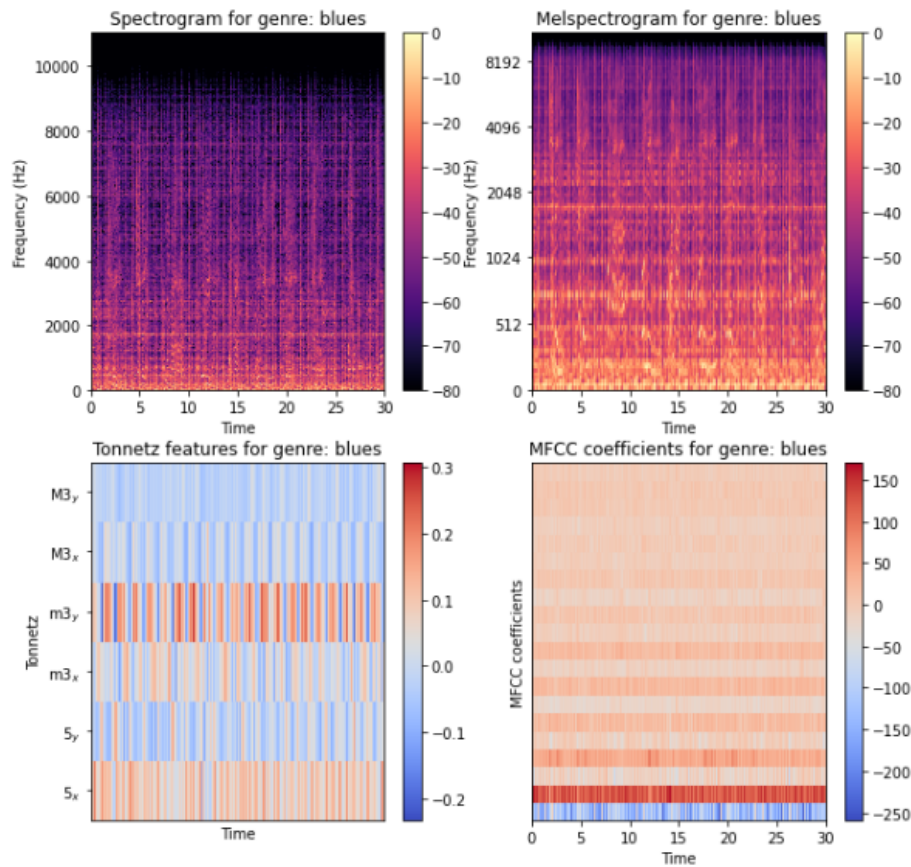 Spectrogram for genre: blues
10000
8000
6000
4000
2000
0
Frequency (Hz)
0 5 10 15 20 25 30
Time
0
−10
−20
−30
−40
−50
−60
−70
−80
Melspectrogram for genre: blues
8192
4096
2048
1024
512
0
Frequency (Hz)
0 5 10 15 20 25 30
Time
0
−10
−20
−30
−40
−50
−60
−70
−80
Tonnetz features for genre: blues
M3y
M3x
m3y
m3x
5y
5x
Tonnetz
Time
0.3
0.2
0.1
0.0
−0.1
−0.2
MFCC coefficients for genre: blues
MFCC coefficients
0 5 10 15 20 25 30
Time
150
100
50
0
−50
−100
−150
−200
−250